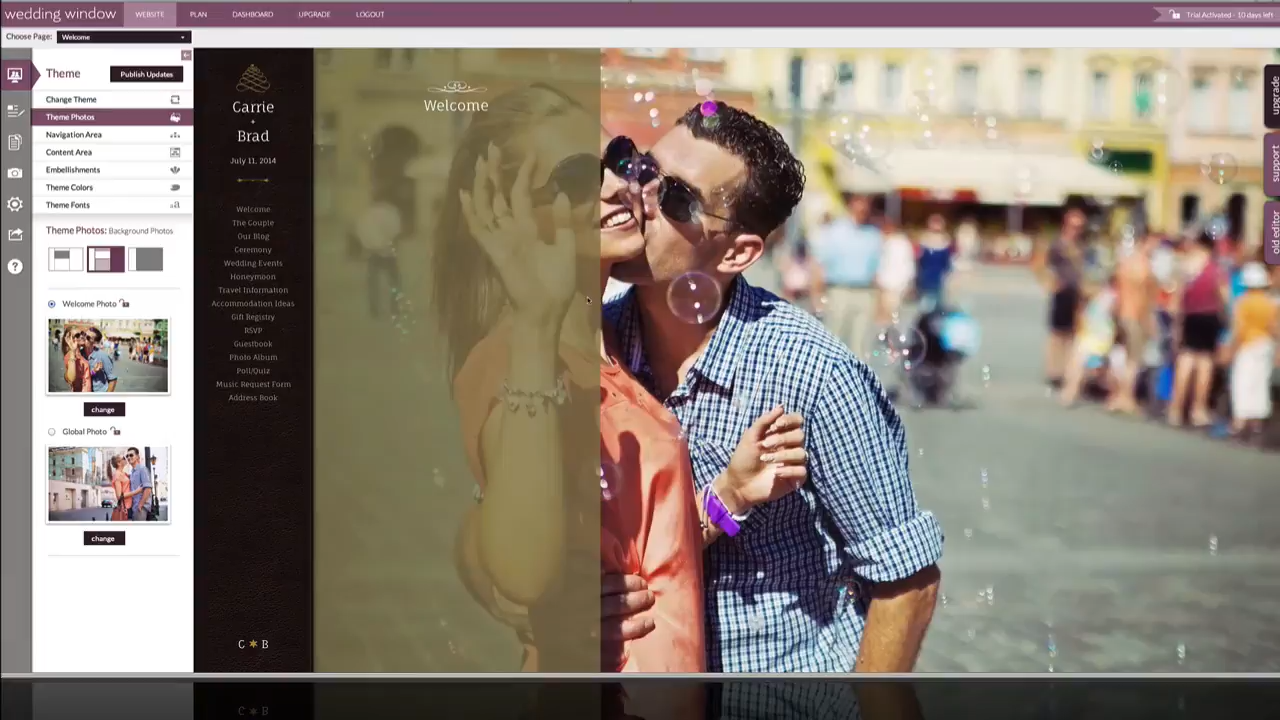 wedding window
WEBSITE
PLAN
DASHBOARD
UPGRADE
LOGOUT
Trial Activated - 10 days left
Choose Page:
Welcome
Theme
Publish Updates
Change Theme
Theme Photos
Navigation Area
Content Area
Embellishments
Theme Colors
Theme Fonts
aA
Theme Photos: Background Photos
Welcome Photo
change
Global Photo
change
?
Carrie
+
Brad
July 11, 2014
Welcome
The Couple
Our Blog
Ceremony
Wedding Events
Honeymoon
Travel Information
Accommodation Ideas
Gift Registry
RSVP
Guestbook
Photo Album
Poll/Quiz
Music Request Form
Address Book
C ✶ B
Welcome
upgrade
support
old editor